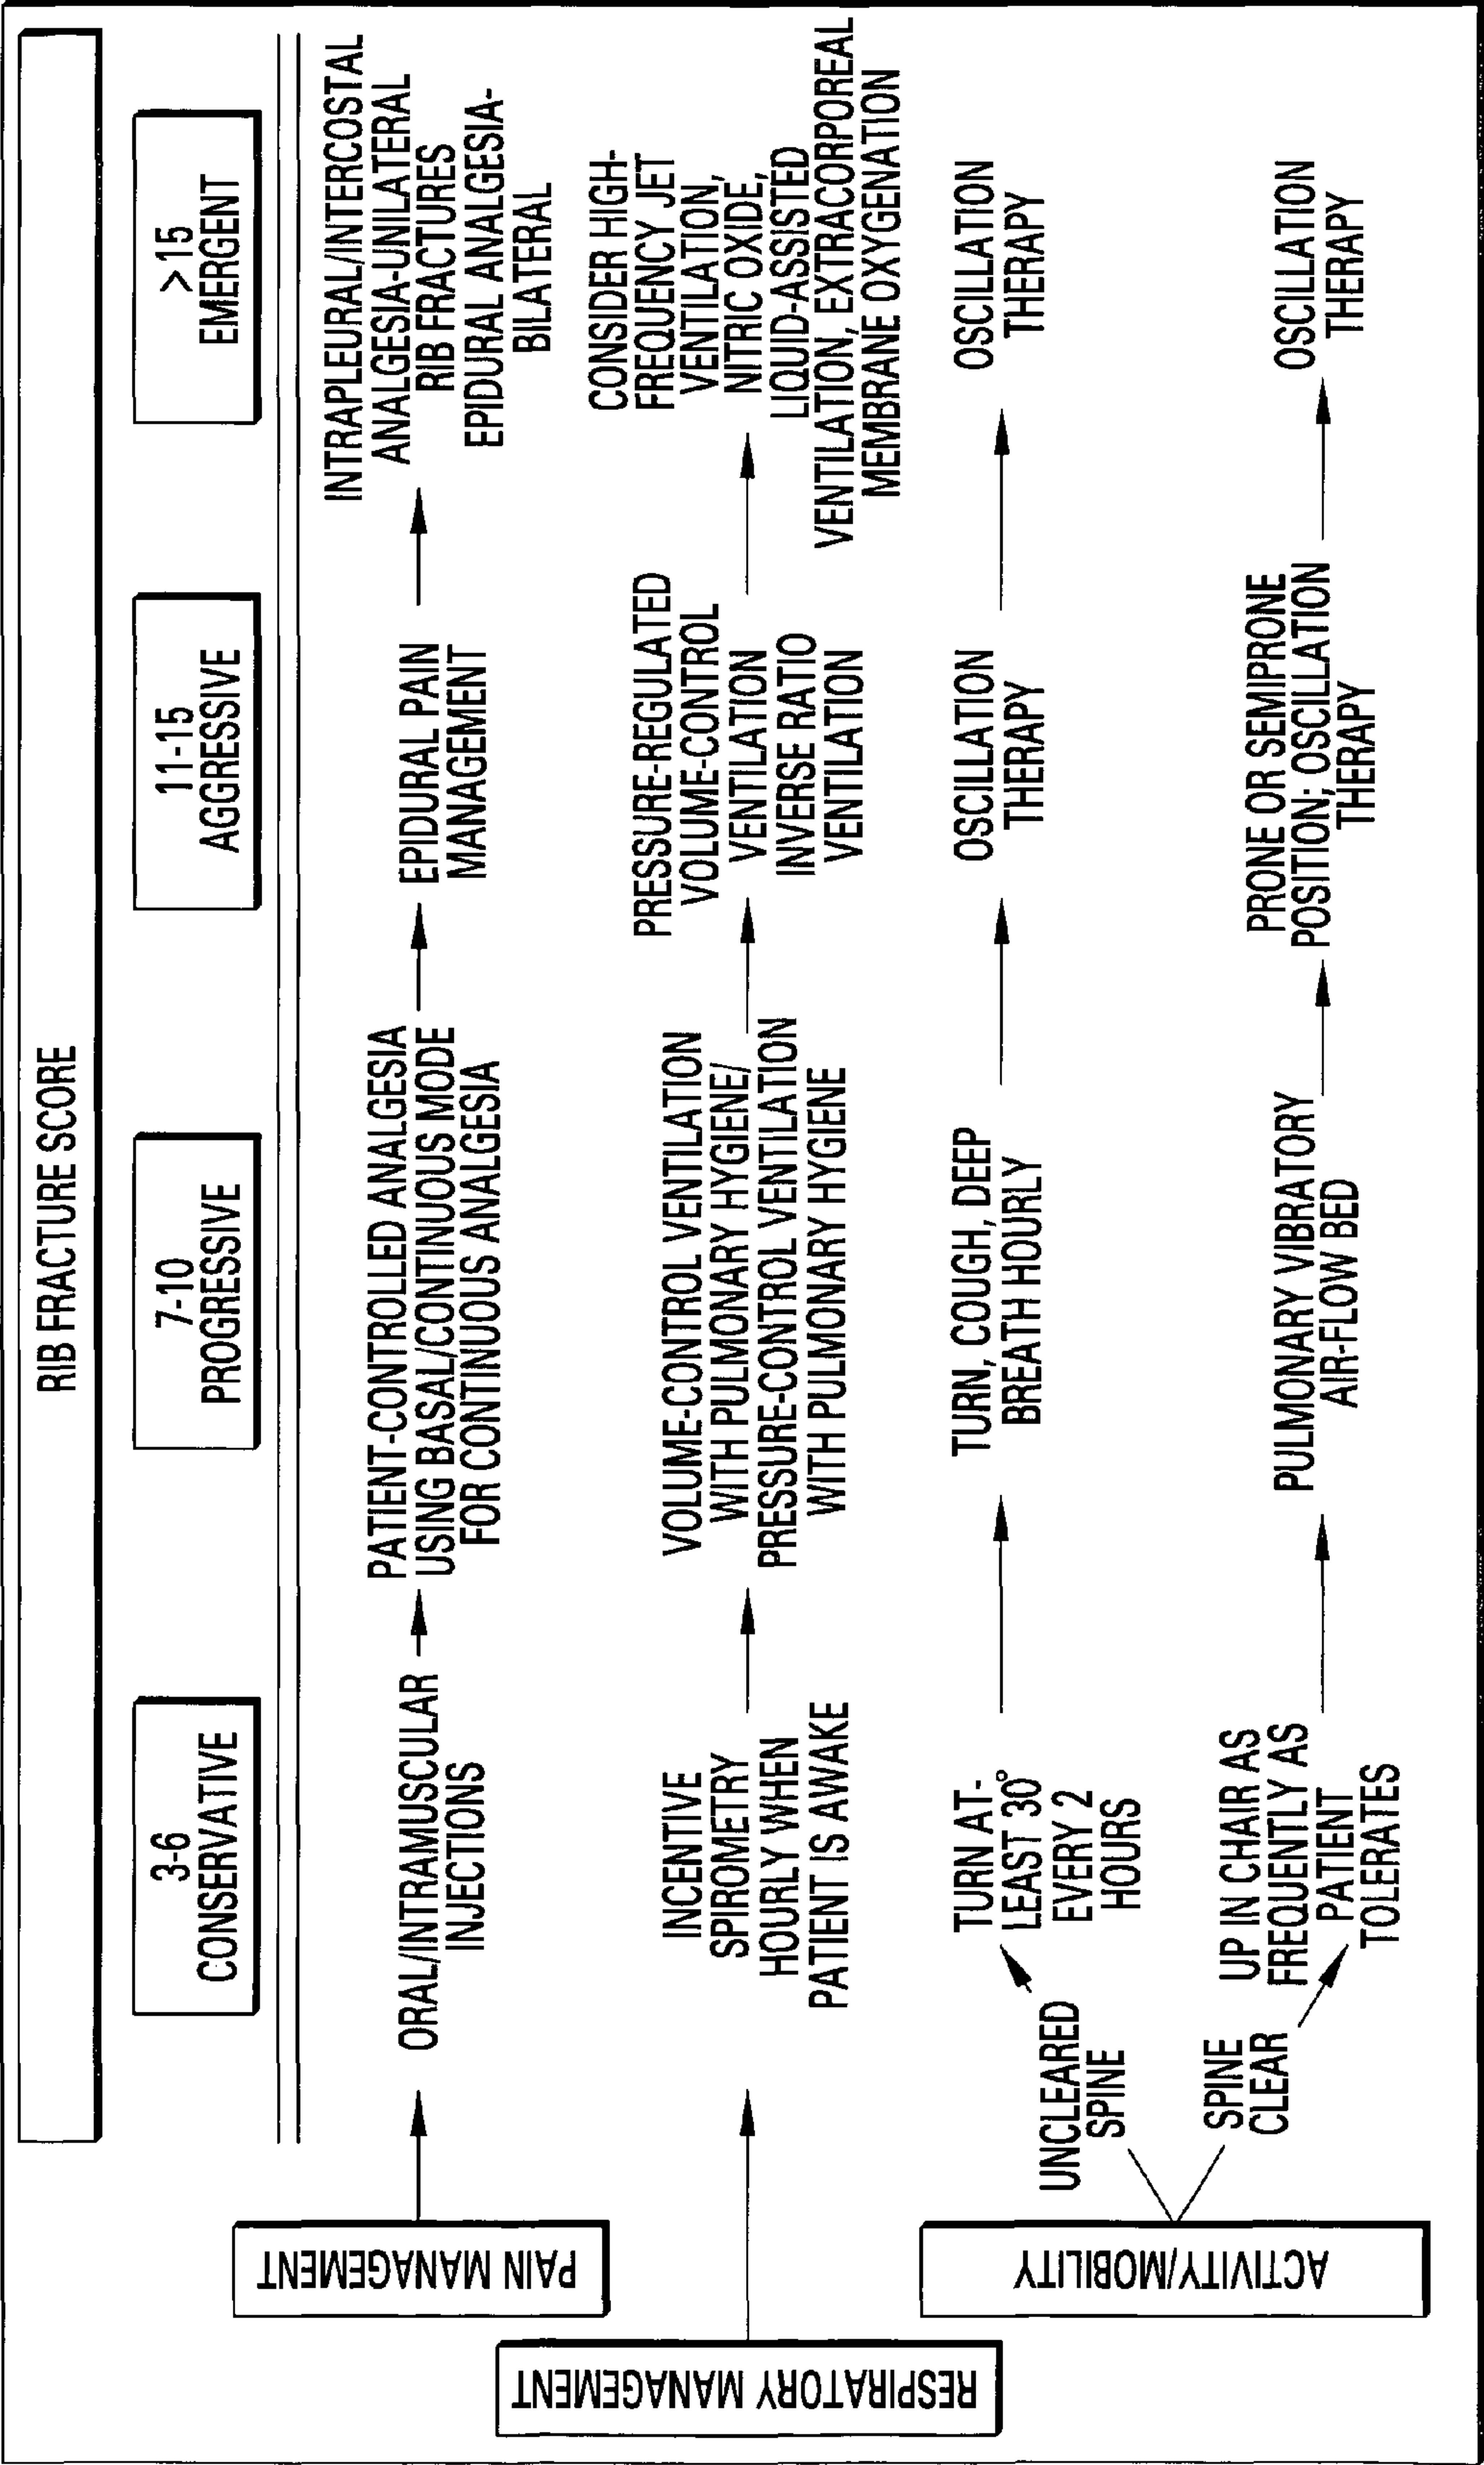 RIB FRACTURE SCORE
3-6
CONSERVATIVE
7-10
PROGRESSIVE
11-15
AGGRESSIVE
>15
EMERGENT
PAIN MANAGEMENT
ORAL/INTRAMUSCULAR
INJECTIONS
PATIENT-CONTROLLED ANALGESIA
USING BASAL/CONTINUOUS MODE
FOR CONTINUOUS ANALGESIA
EPIDURAL PAIN
MANAGEMENT
INTRAPLEURAL/INTERCOSTAL
ANALGESIA-UNILATERAL
RIB FRACTURES
EPIDURAL ANALGESIA-
BILATERAL
RESPIRATORY MANAGEMENT
INCENTIVE
SPIROMETRY
HOURLY WHEN
PATIENT IS AWAKE
VOLUME-CONTROL VENTILATION
WITH PULMONARY HYGIENE/
PRESSURE-CONTROL VENTILATION
WITH PULMONARY HYGIENE
PRESSURE-REGULATED
VOLUME-CONTROL
VENTILATION
INVERSE RATIO
VENTILATION
CONSIDER HIGH-
FREQUENCY JET
VENTILATION,
NITRIC OXIDE,
LIQUID-ASSISTED
VENTILATION, EXTRACORPOREAL
MEMBRANE OXYGENATION
ACTIVITY/MOBILITY
UNCLEARED
SPINE
TURN AT-
LEAST 30°
EVERY 2
HOURS
TURN, COUGH, DEEP
BREATH HOURLY
OSCILLATION
THERAPY
OSCILLATION
THERAPY
SPINE
CLEAR
UP IN CHAIR AS
FREQUENTLY AS
PATIENT
TOLERATES
PULMONARY VIBRATORY
AIR-FLOW BED
PRONE OR SEMIPRONE
POSITION; OSCILLATION
THERAPY
OSCILLATION
THERAPY